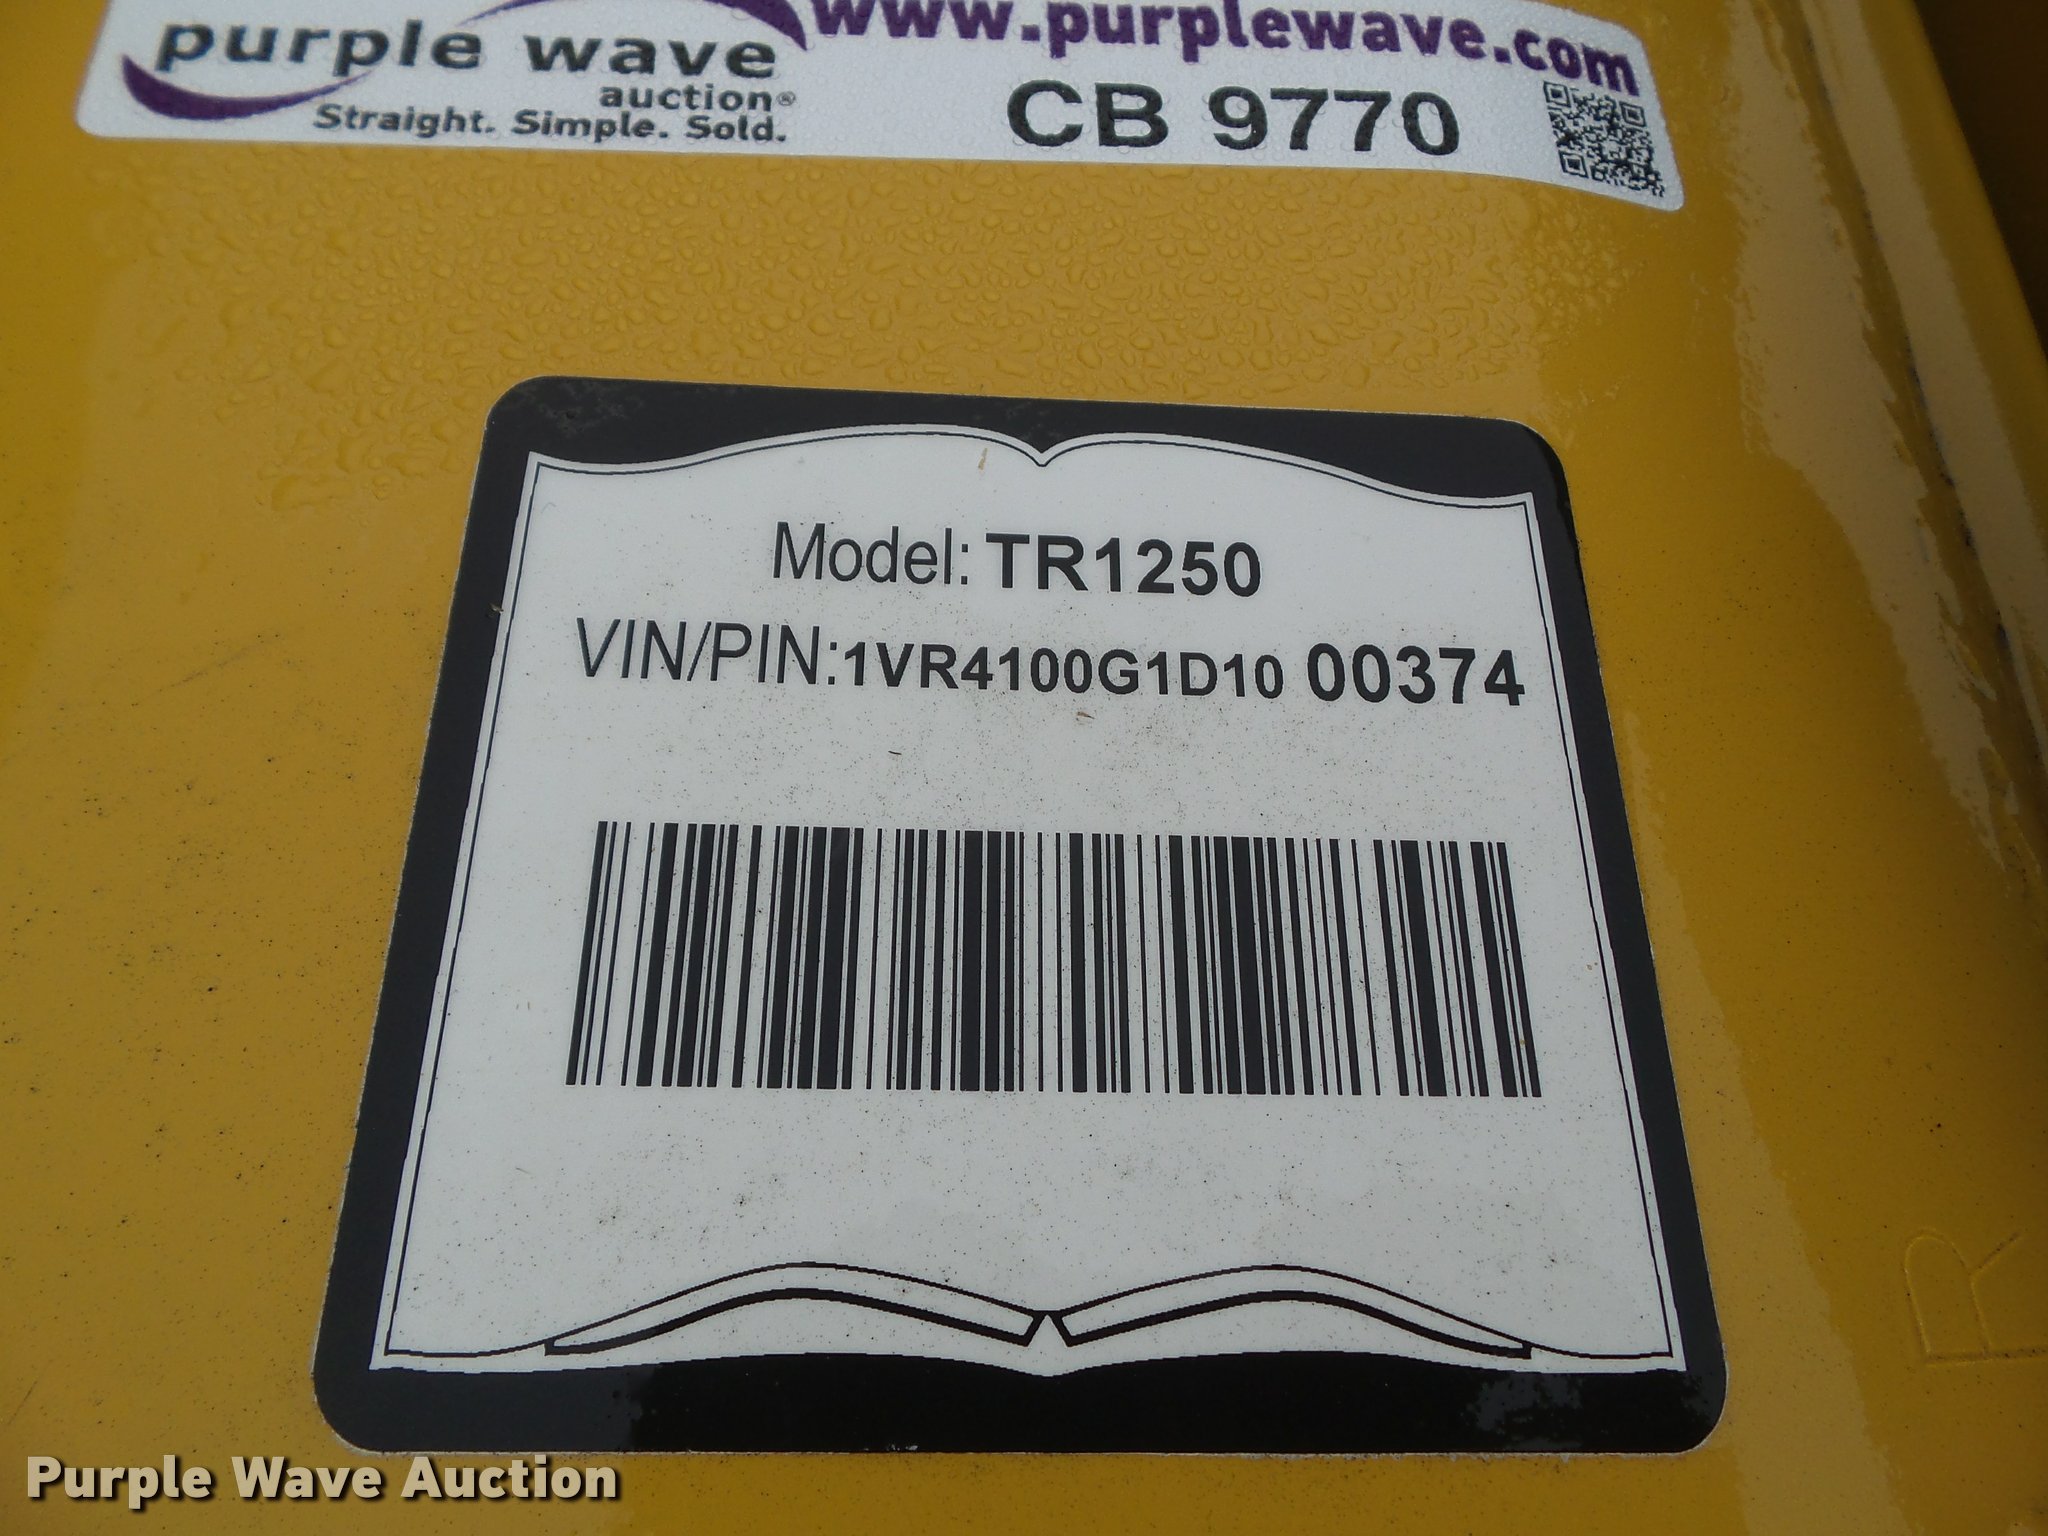 purple wave
auction®
Straight. Simple. Sold.
www.purplewave.com
CB 9770
Model: TR1250
VIN/PIN:1VR4100G1D10 00374
R
Purple Wave Auction